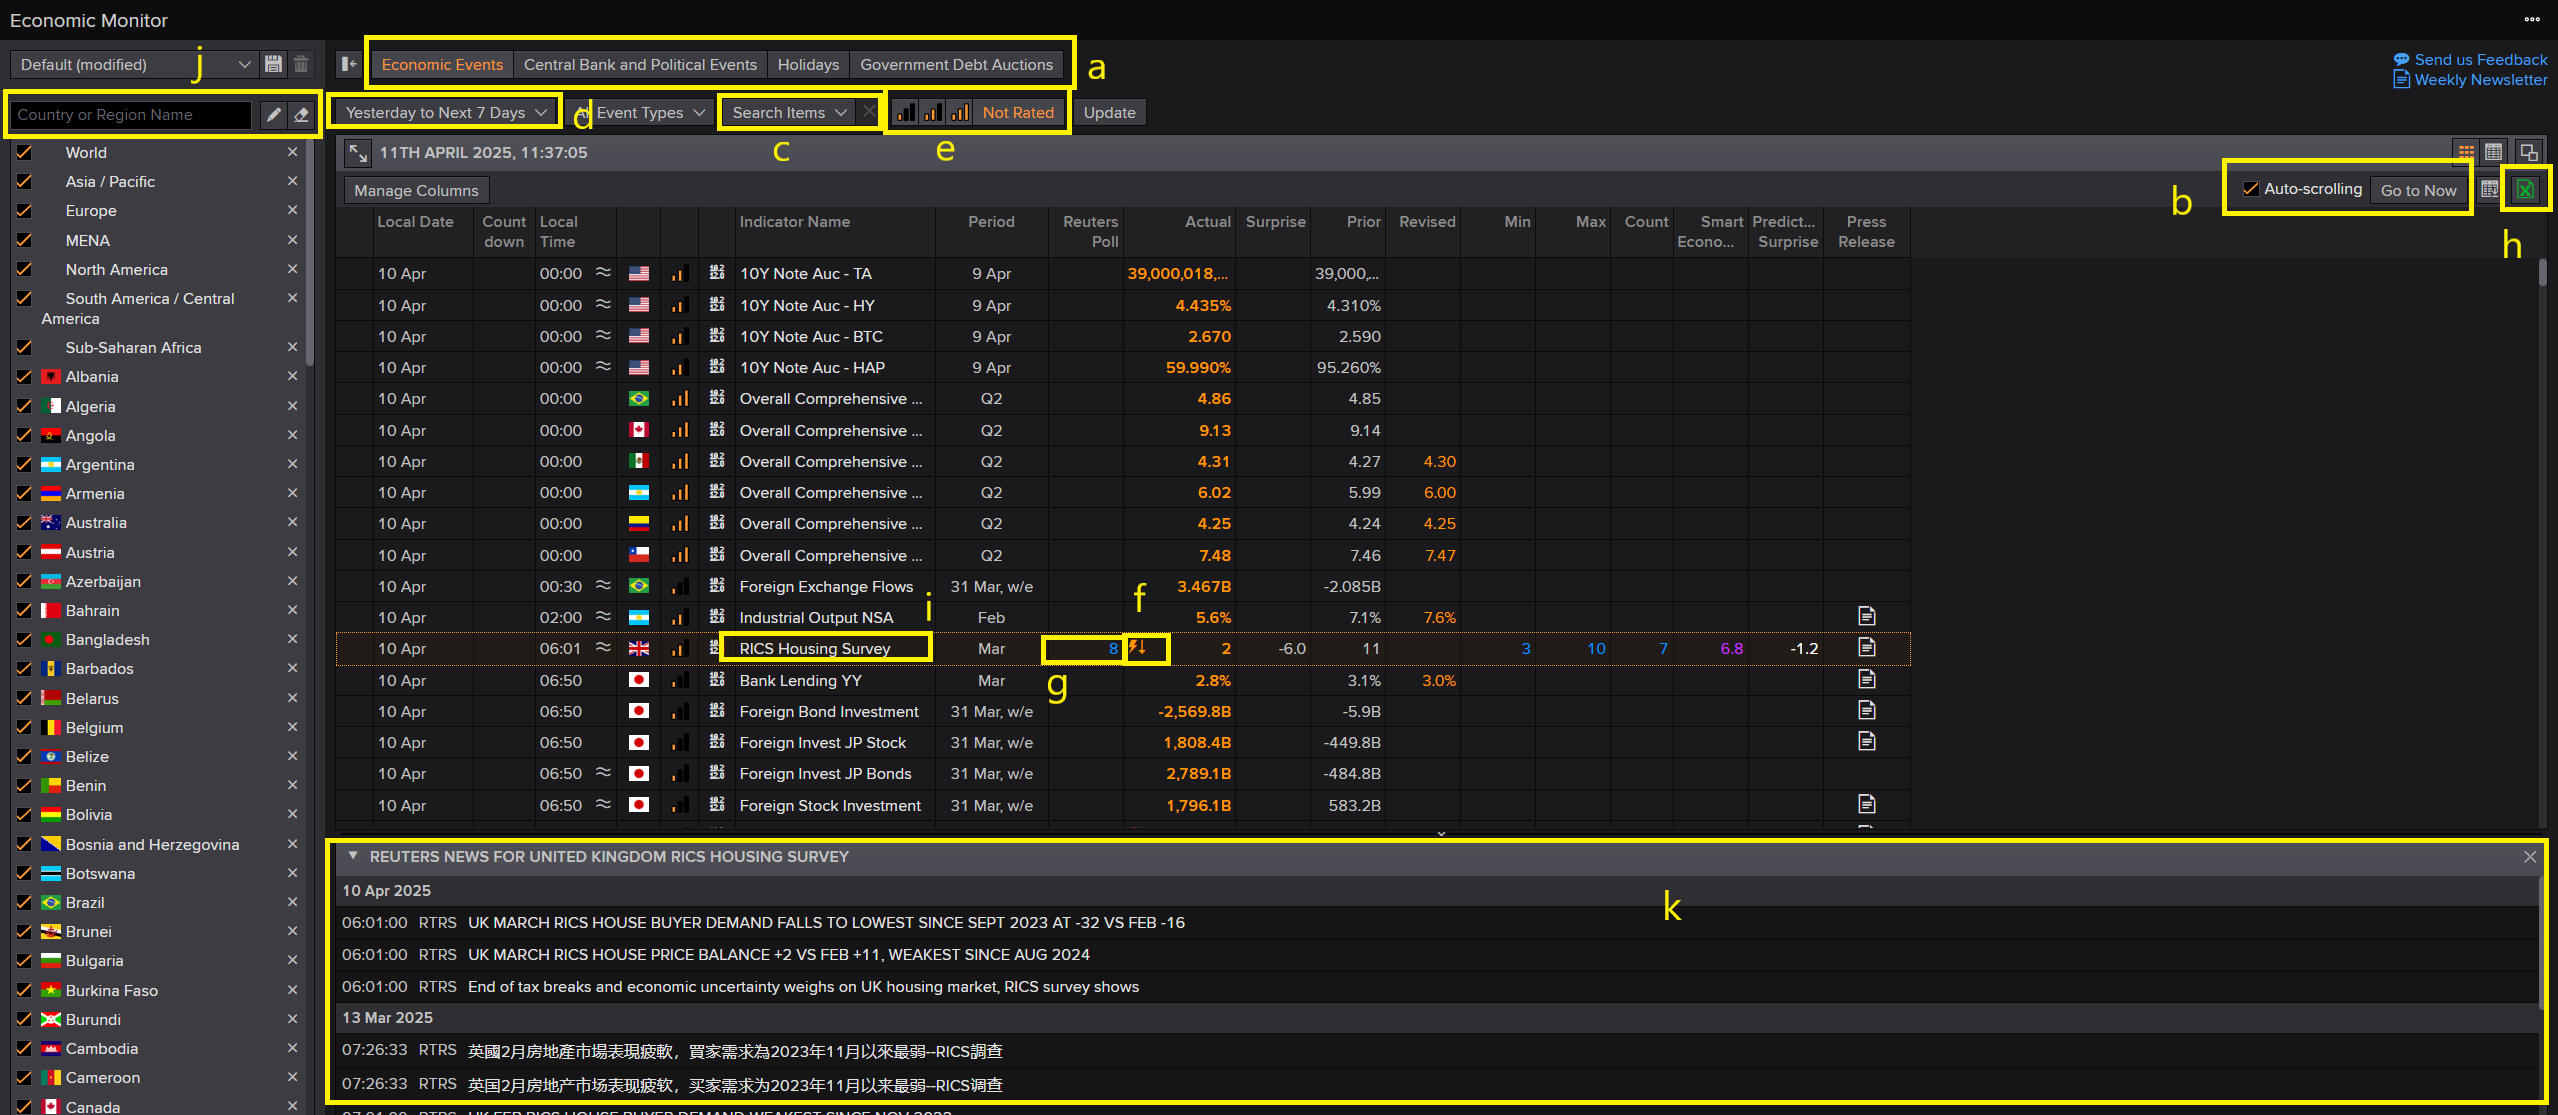 Economic Monitor
Default (modified)
j
Economic Events Central Bank and Political Events Holidays Government Debt Auctions
a
Send us Feedback
Weekly Newsletter
Country or Region Name
Yesterday to Next 7 Days
d
Event Types
Search Items
Not Rated
Update
c
e
11TH APRIL 2025, 11:37:05
Manage Columns
b
Auto-scrolling
Go to Now
h
World
Asia / Pacific
Europe
MENA
North America
South America / Central
America
Sub-Saharan Africa
Albania
Algeria
Angola
Argentina
Armenia
Australia
Austria
Azerbaijan
Bahrain
Bangladesh
Barbados
Belarus
Belgium
Belize
Benin
Bolivia
Bosnia and Herzegovina
Botswana
Brazil
Brunei
Bulgaria
Burkina Faso
Burundi
Cambodia
Cameroon
Canada
Local Date Count Local Indicator Name Period Reuters Actual Surprise Prior Revised Min Max Count Smart Predict... Press
down Time Poll Econo... Surprise Release
10 Apr 00:00 10Y Note Auc - TA 9 Apr 39,000,018,... 39,000,...
10 Apr 00:00 10Y Note Auc - HY 9 Apr 4.435% 4.310%
10 Apr 00:00 10Y Note Auc - BTC 9 Apr 2.670 2.590
10 Apr 00:00 10Y Note Auc - HAP 9 Apr 59.990% 95.260%
10 Apr 00:00 Overall Comprehensive ... Q2 4.86 4.85
10 Apr 00:00 Overall Comprehensive ... Q2 9.13 9.14
10 Apr 00:00 Overall Comprehensive ... Q2 4.31 4.27 4.30
10 Apr 00:00 Overall Comprehensive ... Q2 6.02 5.99 6.00
10 Apr 00:00 Overall Comprehensive ... Q2 4.25 4.24 4.25
10 Apr 00:00 Overall Comprehensive ... Q2 7.48 7.46 7.47
10 Apr 00:30 Foreign Exchange Flows 31 Mar, w/e 3.467B -2.085B
i
f
10 Apr 02:00 Industrial Output NSA Feb 5.6% 7.1% 7.6%
10 Apr 06:01 RICS Housing Survey Mar 8 2 -6.0 11 3 10 7 6.8 -1.2
g
10 Apr 06:50 Bank Lending YY Mar 2.8% 3.1% 3.0%
10 Apr 06:50 Foreign Bond Investment 31 Mar, w/e -2,569.8B -5.9B
10 Apr 06:50 Foreign Invest JP Stock 31 Mar, w/e 1,808.4B -449.8B
10 Apr 06:50 Foreign Invest JP Bonds 31 Mar, w/e 2,789.1B -484.8B
10 Apr 06:50 Foreign Stock Investment 31 Mar, w/e 1,796.1B 583.2B
REUTERS NEWS FOR UNITED KINGDOM RICS HOUSING SURVEY
k
10 Apr 2025
06:01:00 RTRS UK MARCH RICS HOUSE BUYER DEMAND FALLS TO LOWEST SINCE SEPT 2023 AT -32 VS FEB -16
06:01:00 RTRS UK MARCH RICS HOUSE PRICE BALANCE +2 VS FEB +11, WEAKEST SINCE AUG 2024
06:01:00 RTRS End of tax breaks and economic uncertainty weighs on UK housing market, RICS survey shows
13 Mar 2025
07:26:33 RTRS 英國2月房地產市場表現疲軟，買家需求為2023年11月以來最弱--RICS調查
07:26:33 RTRS 英国2月房地产市场表现疲软，买家需求为2023年11月以来最弱--RICS调查